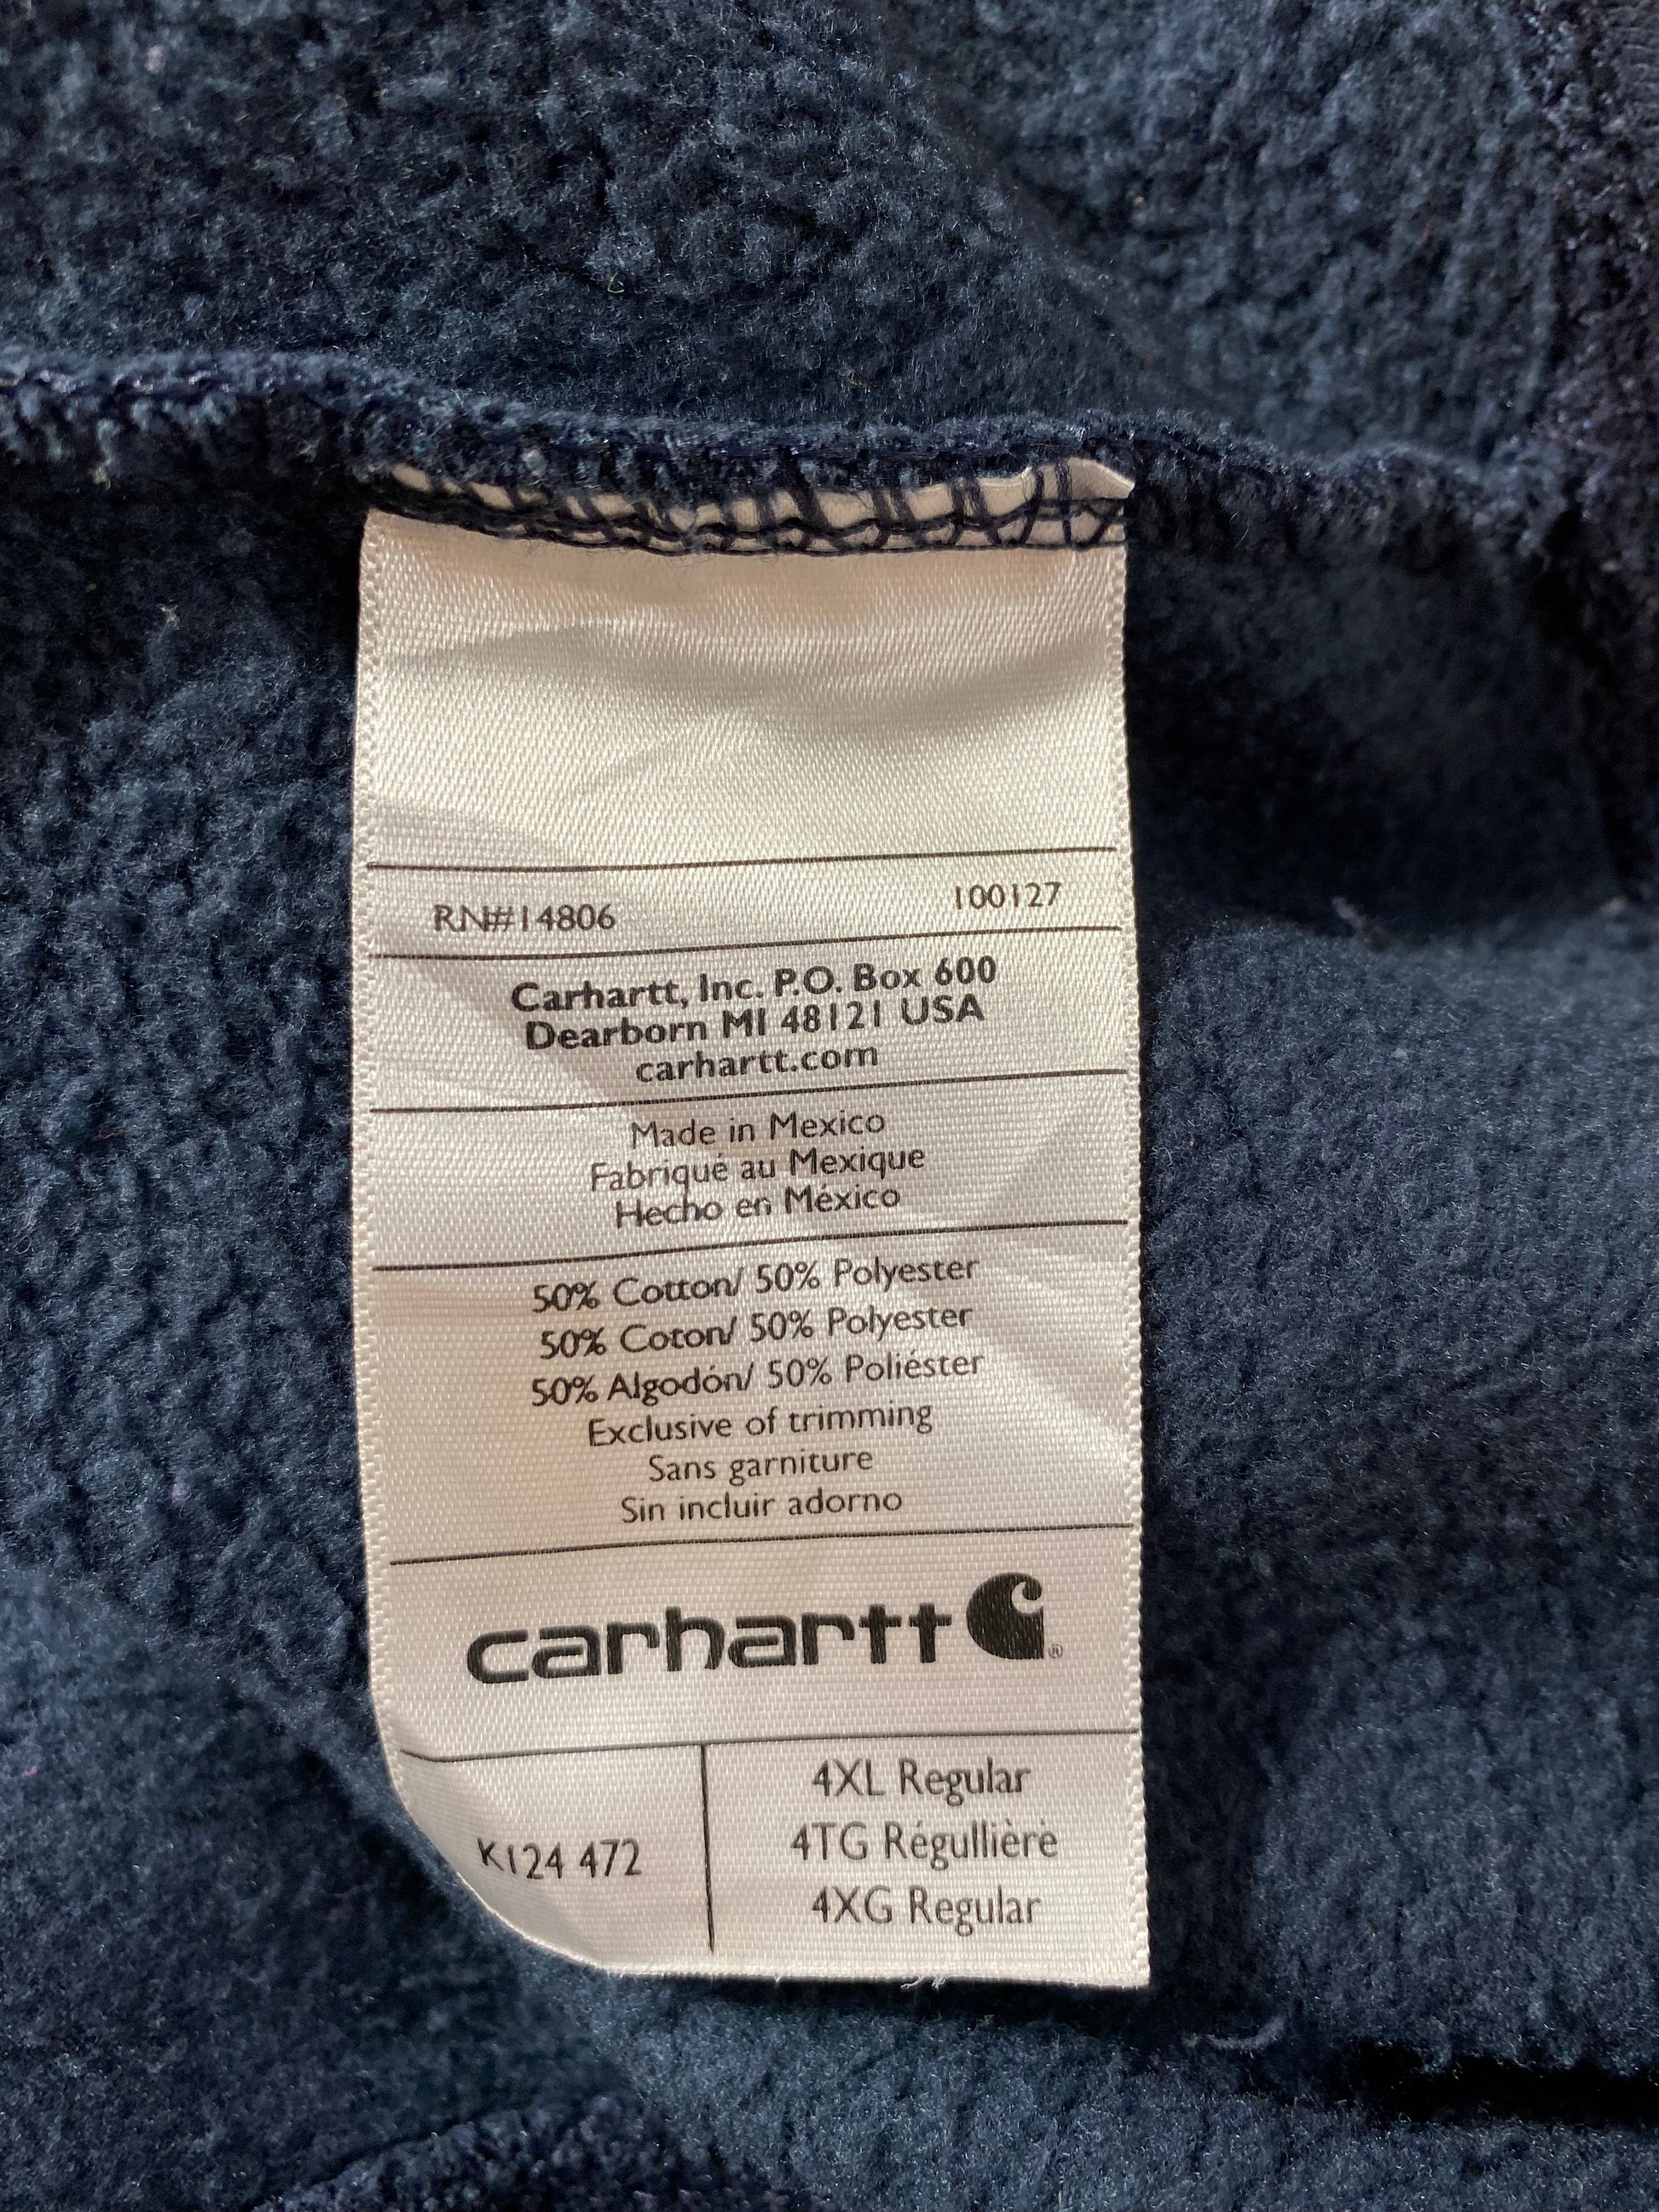 RN#14806 100127
Carhartt, Inc. P.O. Box 600
Dearborn MI 48121 USA
carhartt.com
Made in Mexico
Fabriqué au Mexique
Hecho en México
50% Cotton/ 50% Polyester
50% Coton/ 50% Polyester
50% Algodón/ 50% Poliéster
Exclusive of trimming
Sans garniture
Sin incluir adorno
carhartt ®
K124 472
4XL Regular
4TG Régullière
4XG Regular